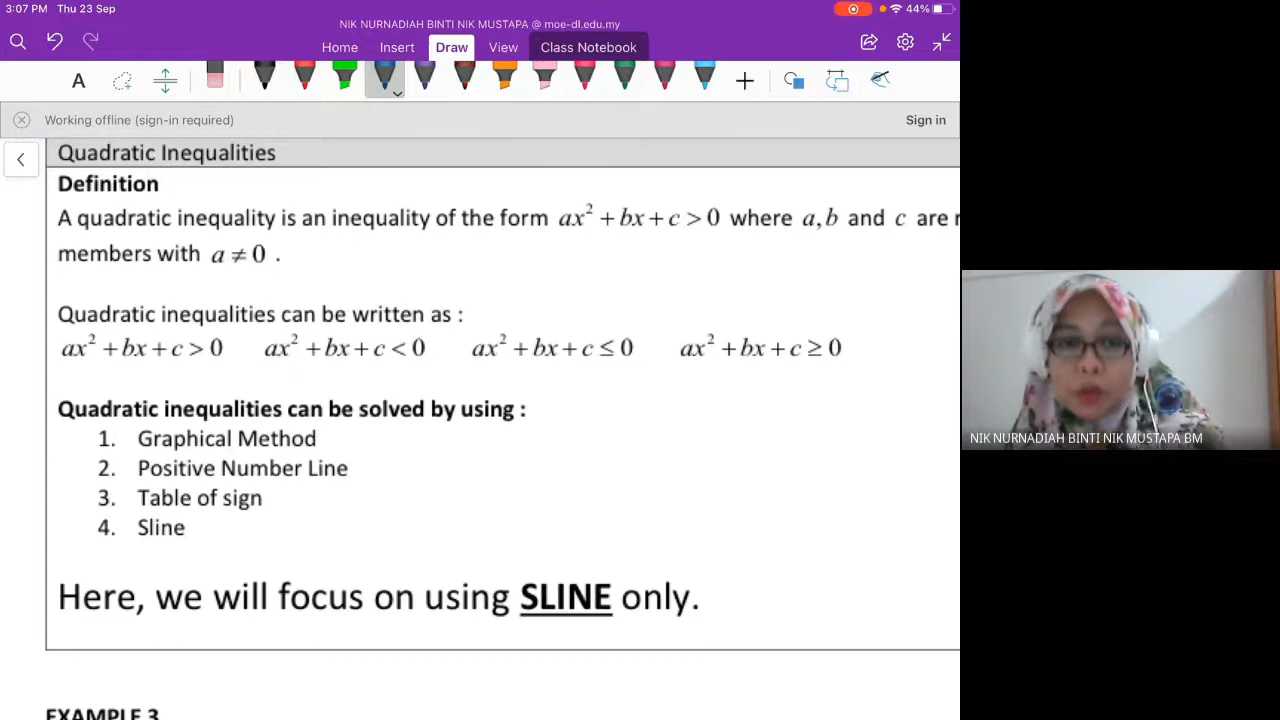 3:07 PM Thu 23 Sep
44%
NIK NURNADIAH BINTI NIK MUSTAPA @ moe-dl.edu.my
Home Insert Draw View Class Notebook
A
Working offline (sign-in required) Sign in
Quadratic Inequalities
Definition
A quadratic inequality is an inequality of the form ax² + bx + c > 0 where a, b and c are
members with a ≠ 0 .
Quadratic inequalities can be written as :
ax² + bx + c > 0 ax² + bx + c < 0 ax² + bx + c ≤ 0 ax² + bx + c ≥ 0
Quadratic inequalities can be solved by using :
1. Graphical Method
2. Positive Number Line
3. Table of sign
4. Sline
Here, we will focus on using SLINE only.
EXAMPLE 3
NIK NURNADIAH BINTI NIK MUSTAPA BM